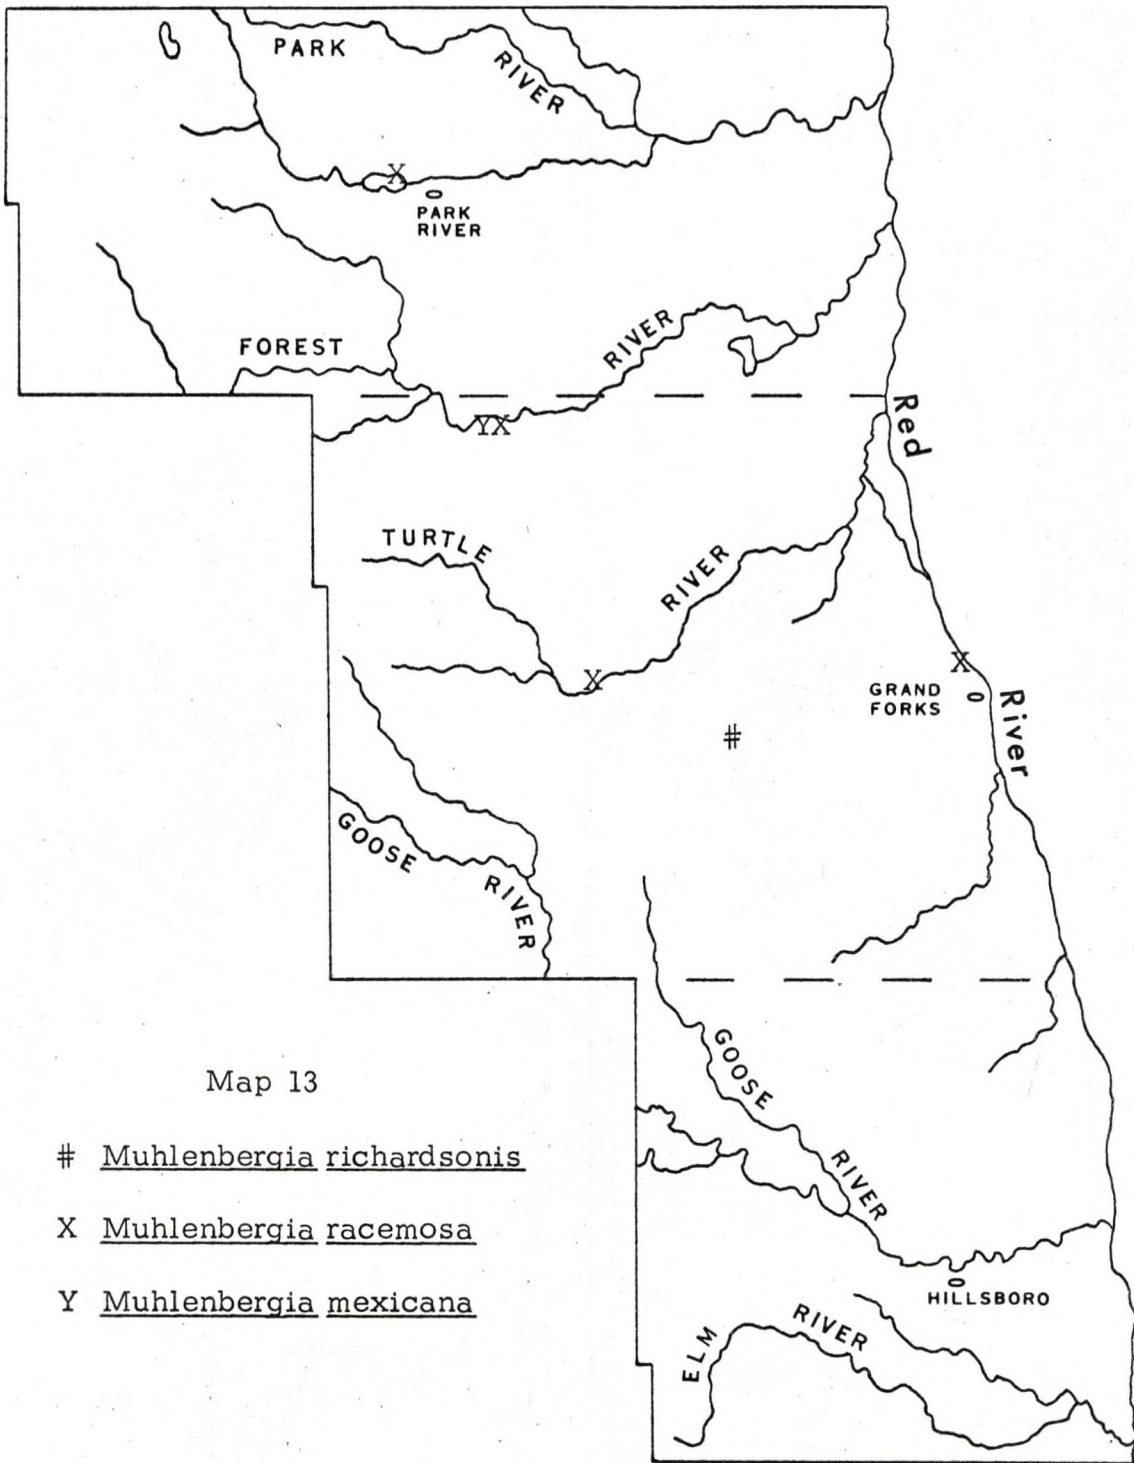 PARK
RIVER
X
PARK
RIVER
FOREST
RIVER
YX
Red
TURTLE
RIVER
X
X
GRAND
FORKS
River
#
GOOSE
RIVER
GOOSE
RIVER
HILLSBORO
ELM
RIVER
Map 13
# Muhlenbergia richardsonis
X Muhlenbergia racemosa
Y Muhlenbergia mexicana